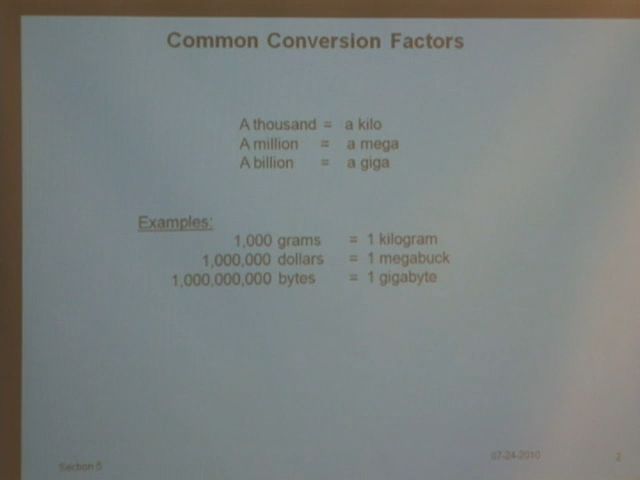 Common Conversion Factors
A thousand = a kilo
A million = a mega
A billion = a giga
Examples:
1,000 grams = 1 kilogram
1,000,000 dollars = 1 megabuck
1,000,000,000 bytes = 1 gigabyte
Section 5
07-24-2010
2